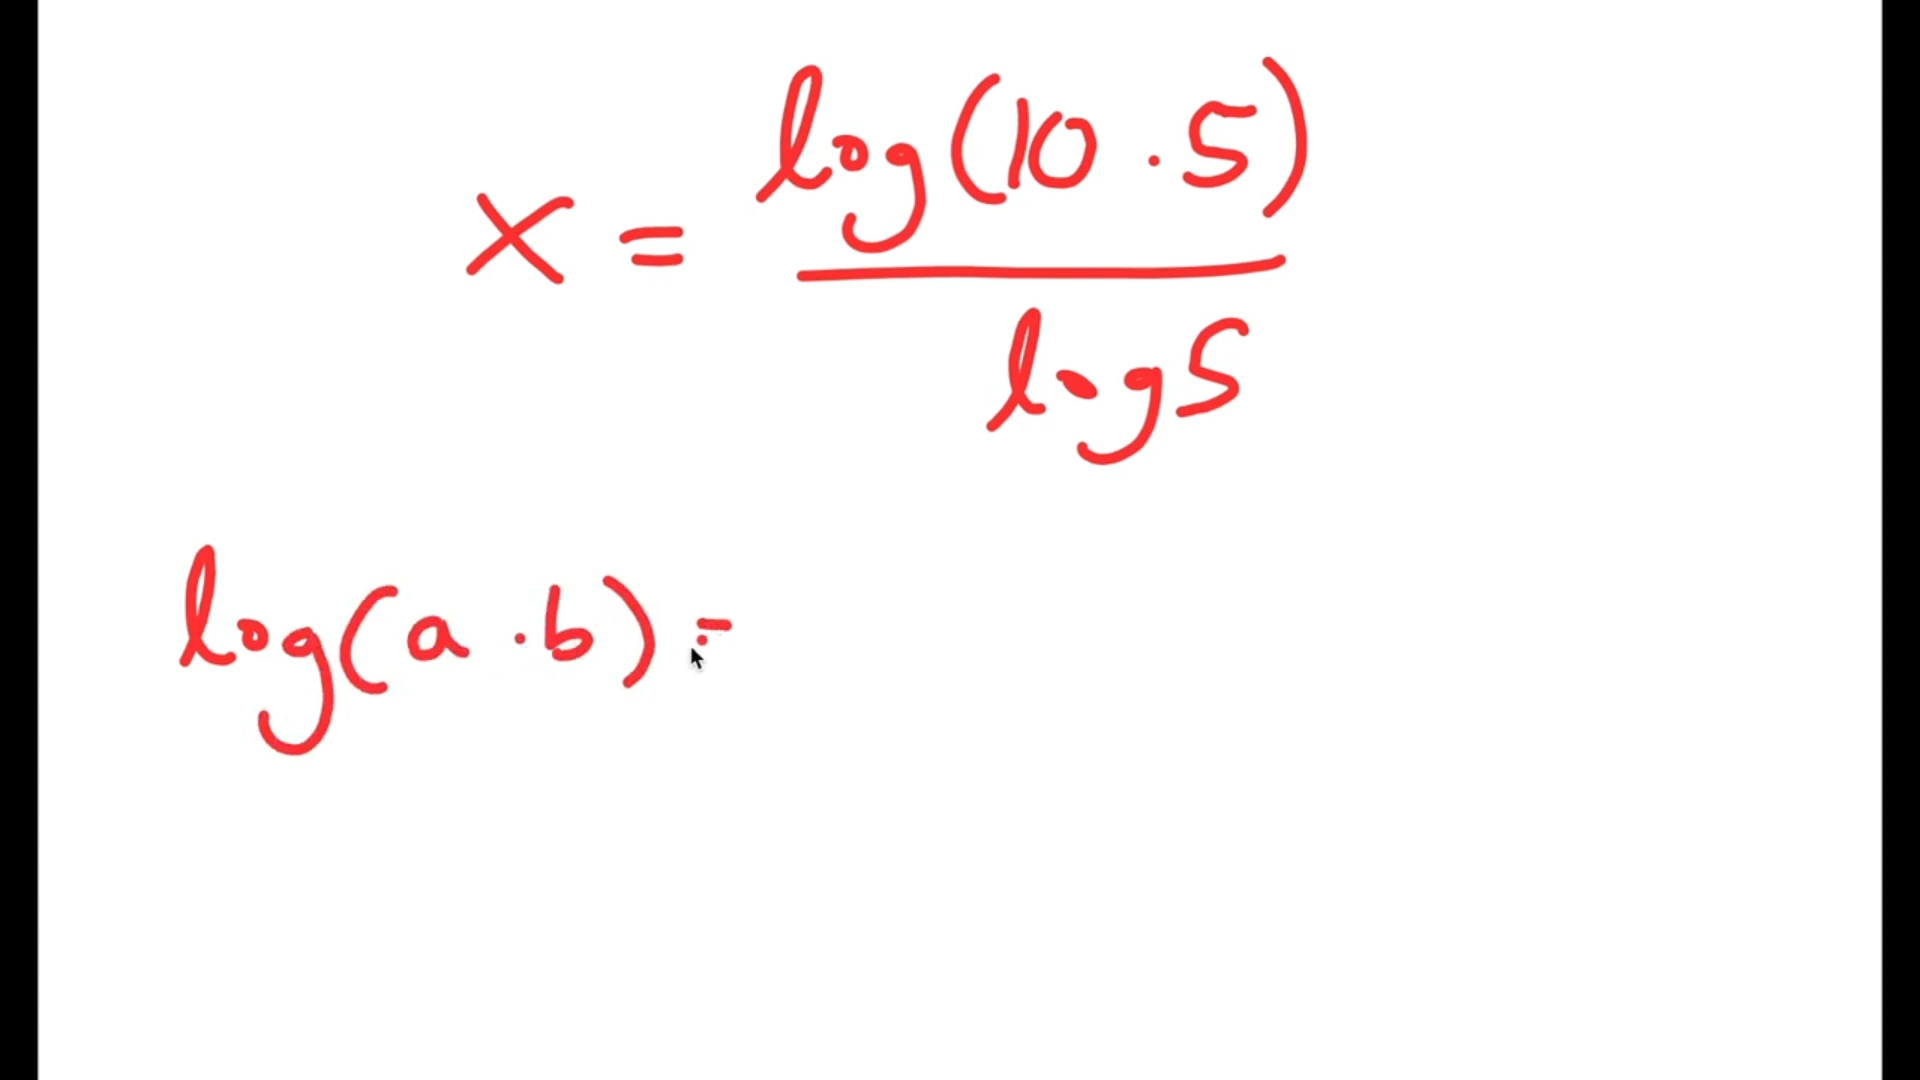 x = log(10 · 5)
log5
log(a · b) =